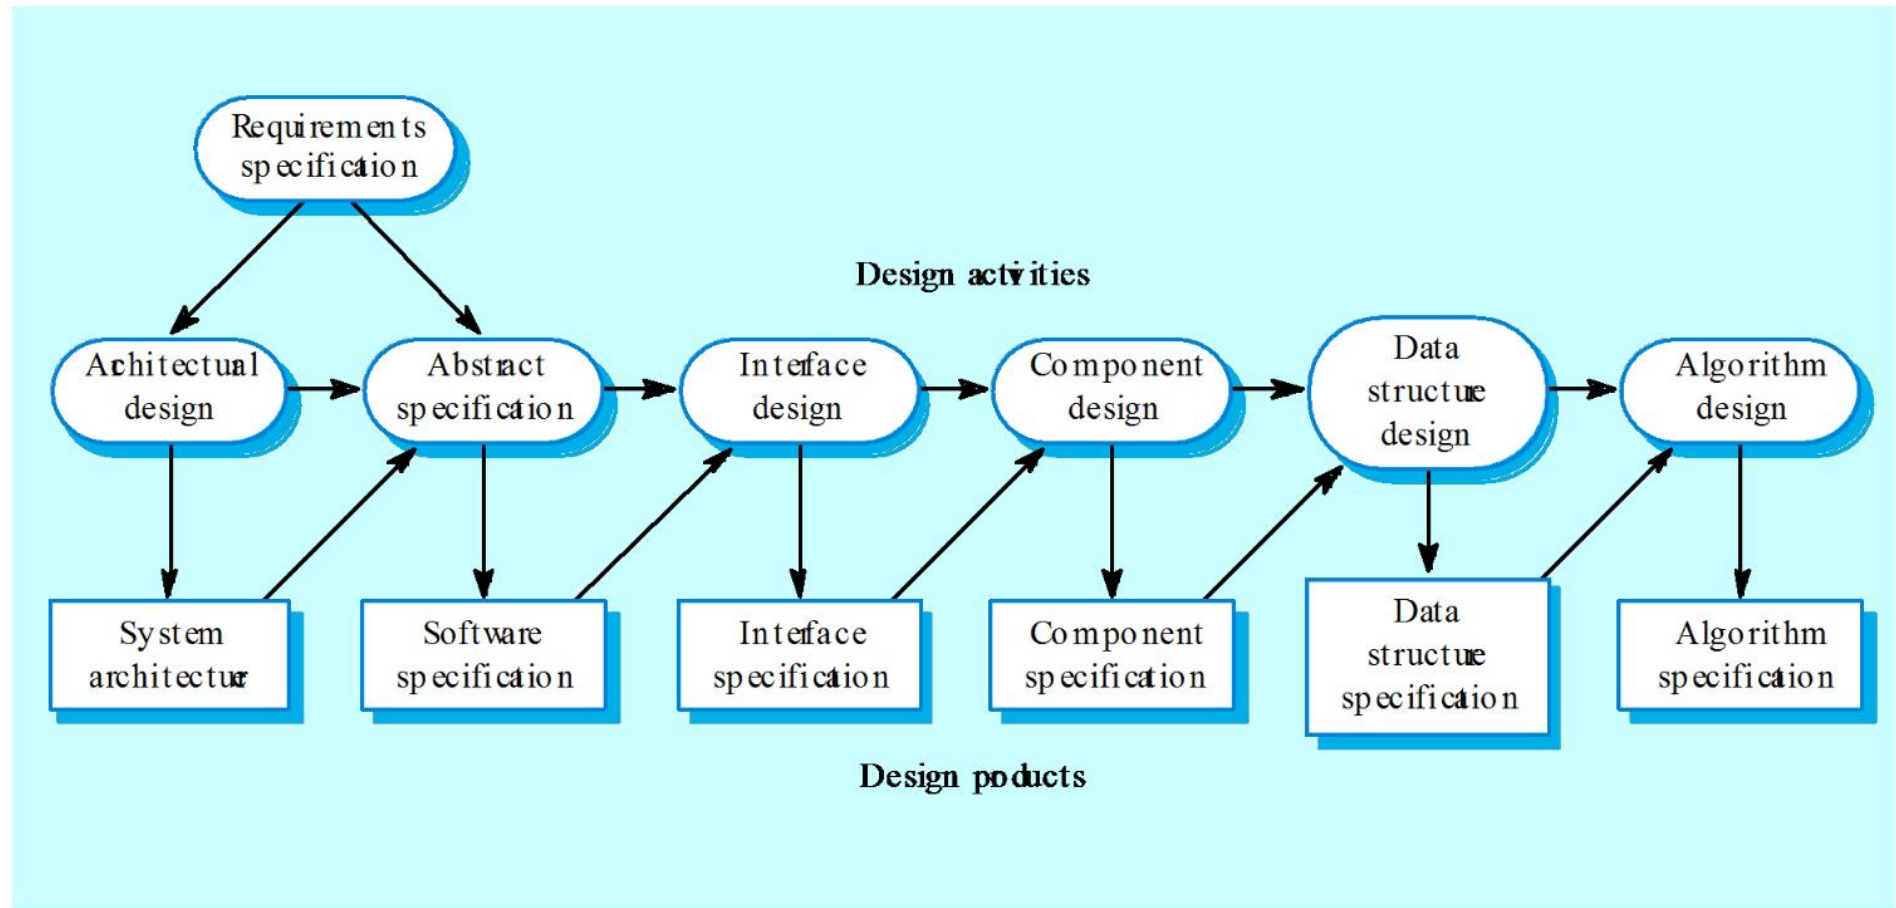 Requirements
specification
Design activities
Architectural
design
Abstract
specification
Interface
design
Component
design
Data
structure
design
Algorithm
design
System
architecture
Software
specification
Interface
specification
Component
specification
Data
structure
specification
Algorithm
specification
Design products